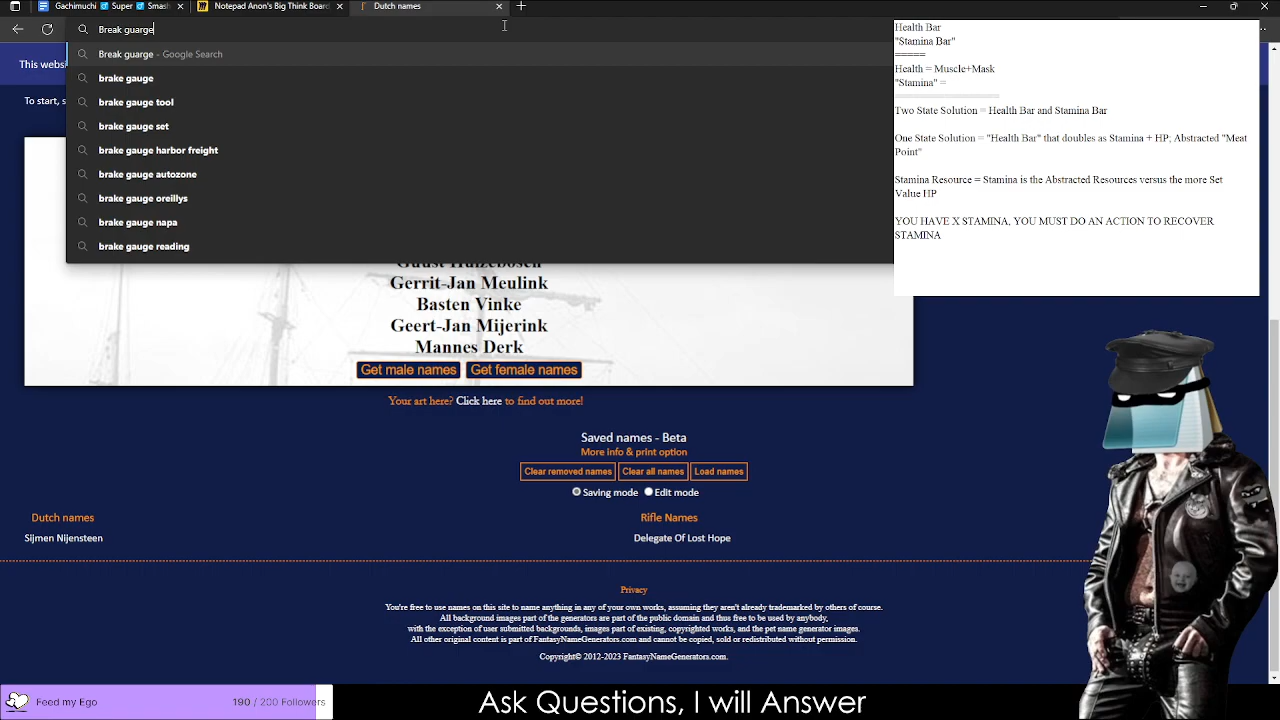 Gachimuchi
Super Gacha Smash
Notepad Anon's Big Think Board
Dutch names
Break guarge
Break guarge - Google Search
brake gauge
brake gauge tool
brake gauge set
brake gauge harbor freight
brake gauge autozone
brake gauge oreillys
brake gauge napa
brake gauge reading
This webs
To start, s
Gerrit-Jan Meulink
Basten Vinke
Geert-Jan Mijerink
Mannes Derk
Get male names Get female names
Your art here? Click here to find out more!
Saved names - Beta
More info & print option
Clear removed names Clear all names Load names
Saving mode Edit mode
Dutch names
Sijmen Nijensteen
Rifle Names
Delegate Of Lost Hope
Privacy
You're free to use names on this site to name anything in any of your own works, assuming they aren't already trademarked by others of course.
All background images part of the generators are part of the public domain and thus free to be used by anybody,
with the exception of user submitted backgrounds, images part of existing, copyrighted works, and the pet name generator images.
All other original content is part of FantasyNameGenerators.com and cannot be copied, sold or redistributed without permission.
Copyright© 2012-2023 FantasyNameGenerators.com.
Health Bar
"Stamina Bar"
=====
Health = Muscle+Mask
"Stamina" =
Two State Solution = Health Bar and Stamina Bar
One State Solution = "Health Bar" that doubles as Stamina + HP; Abstracted "Meat
Point"
Stamina Resource = Stamina is the Abstracted Resources versus the more Set
Value HP
YOU HAVE X STAMINA, YOU MUST DO AN ACTION TO RECOVER
STAMINA
Feed my Ego 190 / 200 Followers
Ask Questions, I will Answer